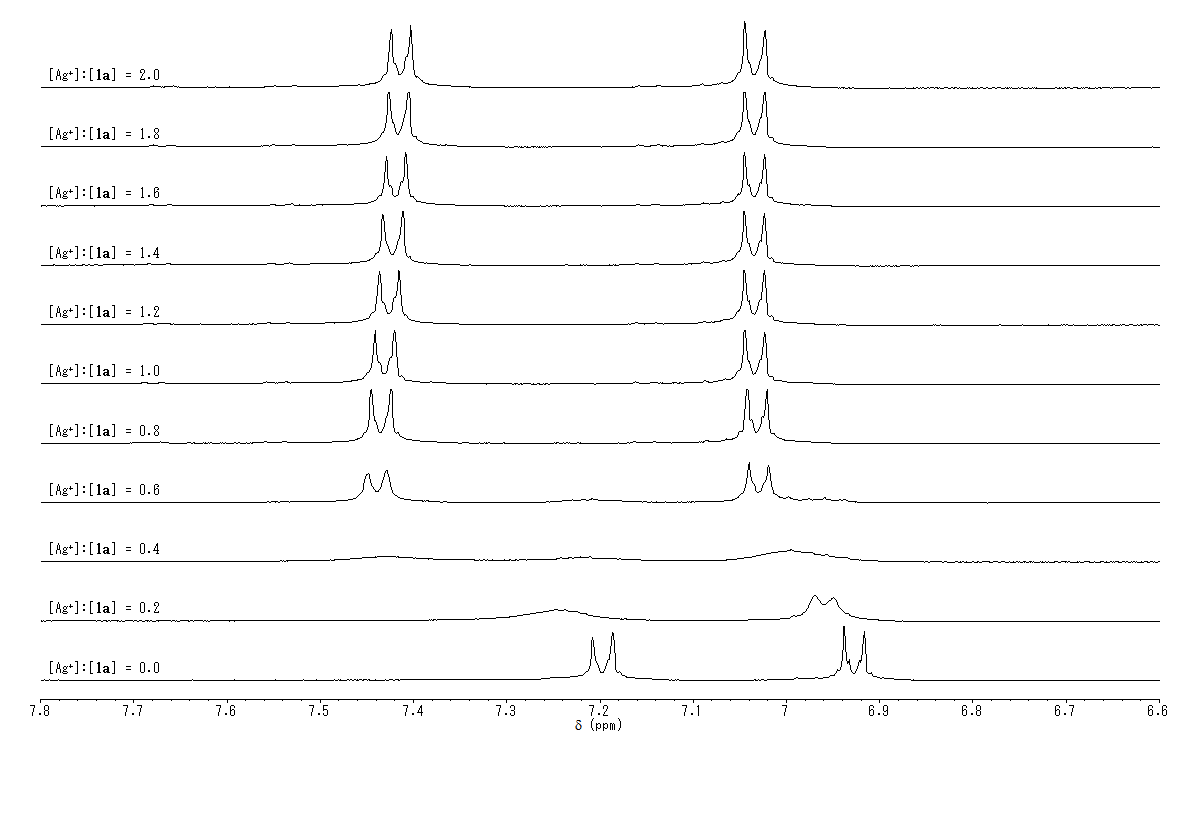 [Ag⁺]:[1a] = 2.0
[Ag⁺]:[1a] = 1.8
[Ag⁺]:[1a] = 1.6
[Ag⁺]:[1a] = 1.4
[Ag⁺]:[1a] = 1.2
[Ag⁺]:[1a] = 1.0
[Ag⁺]:[1a] = 0.8
[Ag⁺]:[1a] = 0.6
[Ag⁺]:[1a] = 0.4
[Ag⁺]:[1a] = 0.2
[Ag⁺]:[1a] = 0.0
7.8 7.7 7.6 7.5 7.4 7.3 7.2 7.1 7 6.9 6.8 6.7 6.6
δ (ppm)